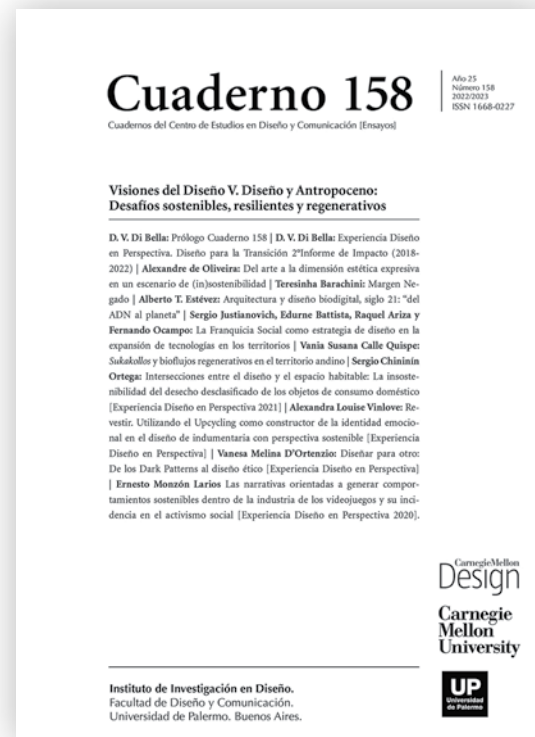 Cuaderno 158
Cuadernos del Centro de Estudios en Diseño y Comunicación [Ensayos]
Año 25
Número 158
2022/2023
ISSN 1668-0227
Visiones del Diseño V. Diseño y Antropoceno:
Desafíos sostenibles, resilientes y regenerativos
D. V. Di Bella: Prólogo Cuaderno 158 | D. V. Di Bella: Experiencia Diseño
en Perspectiva. Diseño para la Transición 2°Informe de Impacto (2018-
2022) | Alexandre de Oliveira: Del arte a la dimensión estética expresiva
en un escenario de (in)sostenibilidad | Teresinha Barachini: Margen Ne-
gado | Alberto T. Estévez: Arquitectura y diseño biodigital, siglo 21: "del
ADN al planeta" | Sergio Justianovich, Edurne Battista, Raquel Ariza y
Fernando Ocampo: La Franquicia Social como estrategia de diseño en la
expansión de tecnologías en los territorios | Vania Susana Calle Quispe:
Sukakollos y bioflujos regenerativos en el territorio andino | Sergio Chininín
Ortega: Intersecciones entre el diseño y el espacio habitable: La insoste-
nibilidad del desecho desclasificado de los objetos de consumo doméstico
[Experiencia Diseño en Perspectiva 2021] | Alexandra Louise Vinlove: Re-
vestir. Utilizando el Upcycling como constructor de la identidad emocio-
nal en el diseño de indumentaria con perspectiva sostenible [Experiencia
Diseño en Perspectiva] | Vanesa Melina D'Ortenzio: Diseñar para otro:
De los Dark Patterns al diseño ético [Experiencia Diseño en Perspectiva]
| Ernesto Monzón Larios Las narrativas orientadas a generar compor-
tamientos sostenibles dentro de la industria de los videojuegos y su inci-
dencia en el activismo social [Experiencia Diseño en Perspectiva 2020].
CarnegieMellon
Design
Carnegie
Mellon
University
UP
Universidad
de Palermo
Instituto de Investigación en Diseño.
Facultad de Diseño y Comunicación.
Universidad de Palermo. Buenos Aires.